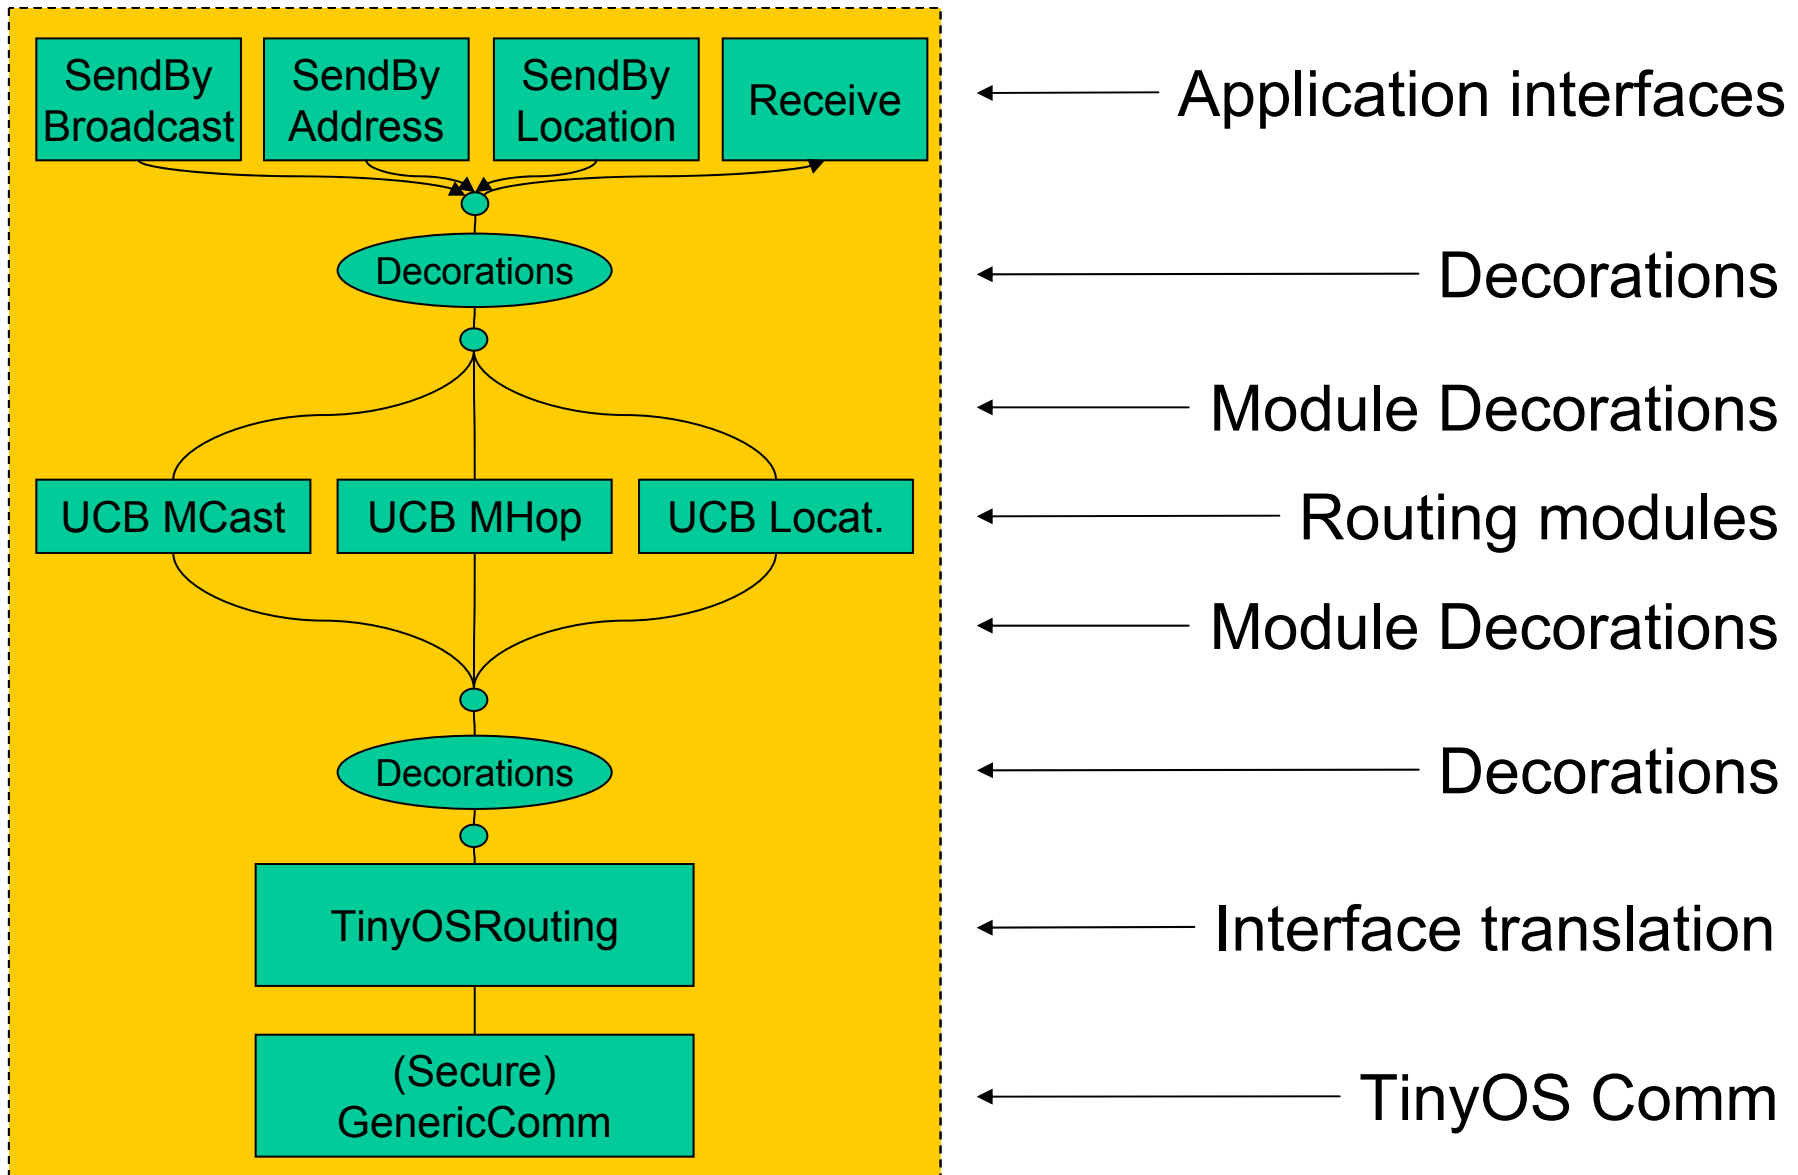 SendBy
Broadcast
SendBy
Address
SendBy
Location
Receive
Application interfaces
Decorations
Decorations
Module Decorations
UCB MCast
UCB MHop
UCB Locat.
Routing modules
Module Decorations
Decorations
Decorations
TinyOSRouting
Interface translation
(Secure)
GenericComm
TinyOS Comm